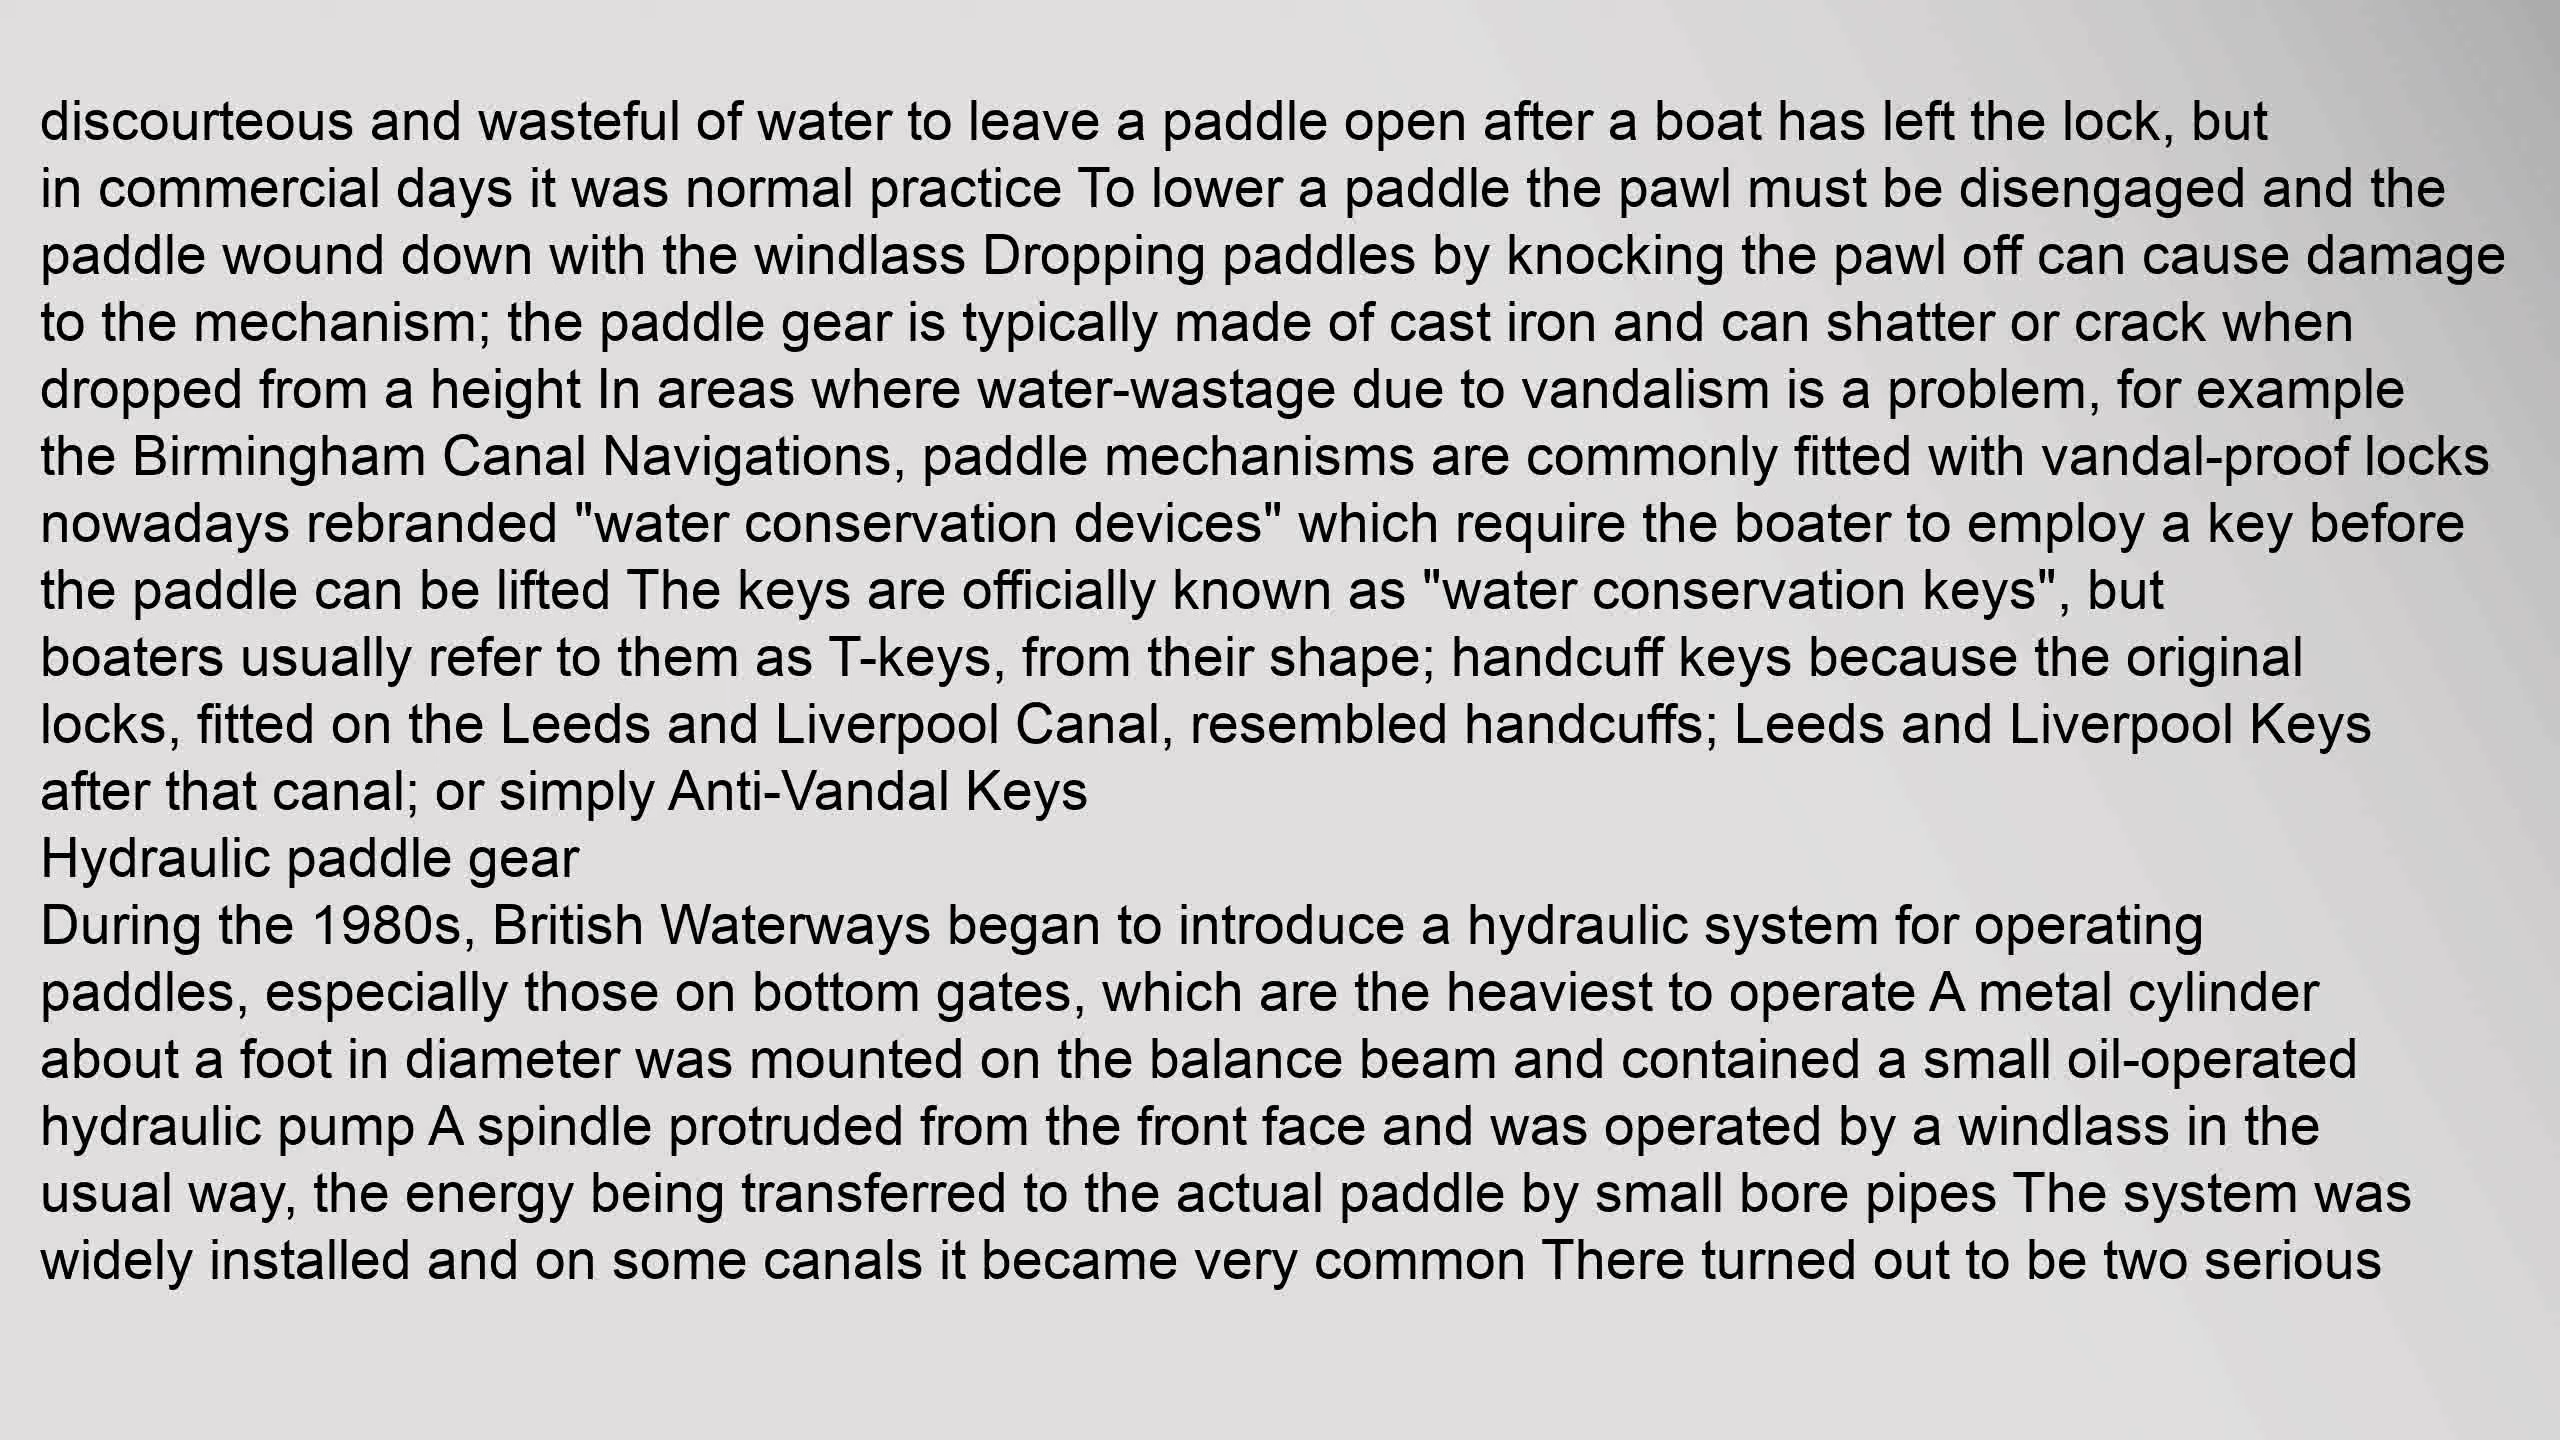 discourteous and wasteful of water to leave a paddle open after a boat has left the lock, but
in commercial days it was normal practice To lower a paddle the pawl must be disengaged and the
paddle wound down with the windlass Dropping paddles by knocking the pawl off can cause damage
to the mechanism; the paddle gear is typically made of cast iron and can shatter or crack when
dropped from a height In areas where water-wastage due to vandalism is a problem, for example
the Birmingham Canal Navigations, paddle mechanisms are commonly fitted with vandal-proof locks
nowadays rebranded "water conservation devices" which require the boater to employ a key before
the paddle can be lifted The keys are officially known as "water conservation keys", but
boaters usually refer to them as T-keys, from their shape; handcuff keys because the original
locks, fitted on the Leeds and Liverpool Canal, resembled handcuffs; Leeds and Liverpool Keys
after that canal; or simply Anti-Vandal Keys
Hydraulic paddle gear
During the 1980s, British Waterways began to introduce a hydraulic system for operating
paddles, especially those on bottom gates, which are the heaviest to operate A metal cylinder
about a foot in diameter was mounted on the balance beam and contained a small oil-operated
hydraulic pump A spindle protruded from the front face and was operated by a windlass in the
usual way, the energy being transferred to the actual paddle by small bore pipes The system was
widely installed and on some canals it became very common There turned out to be two serious